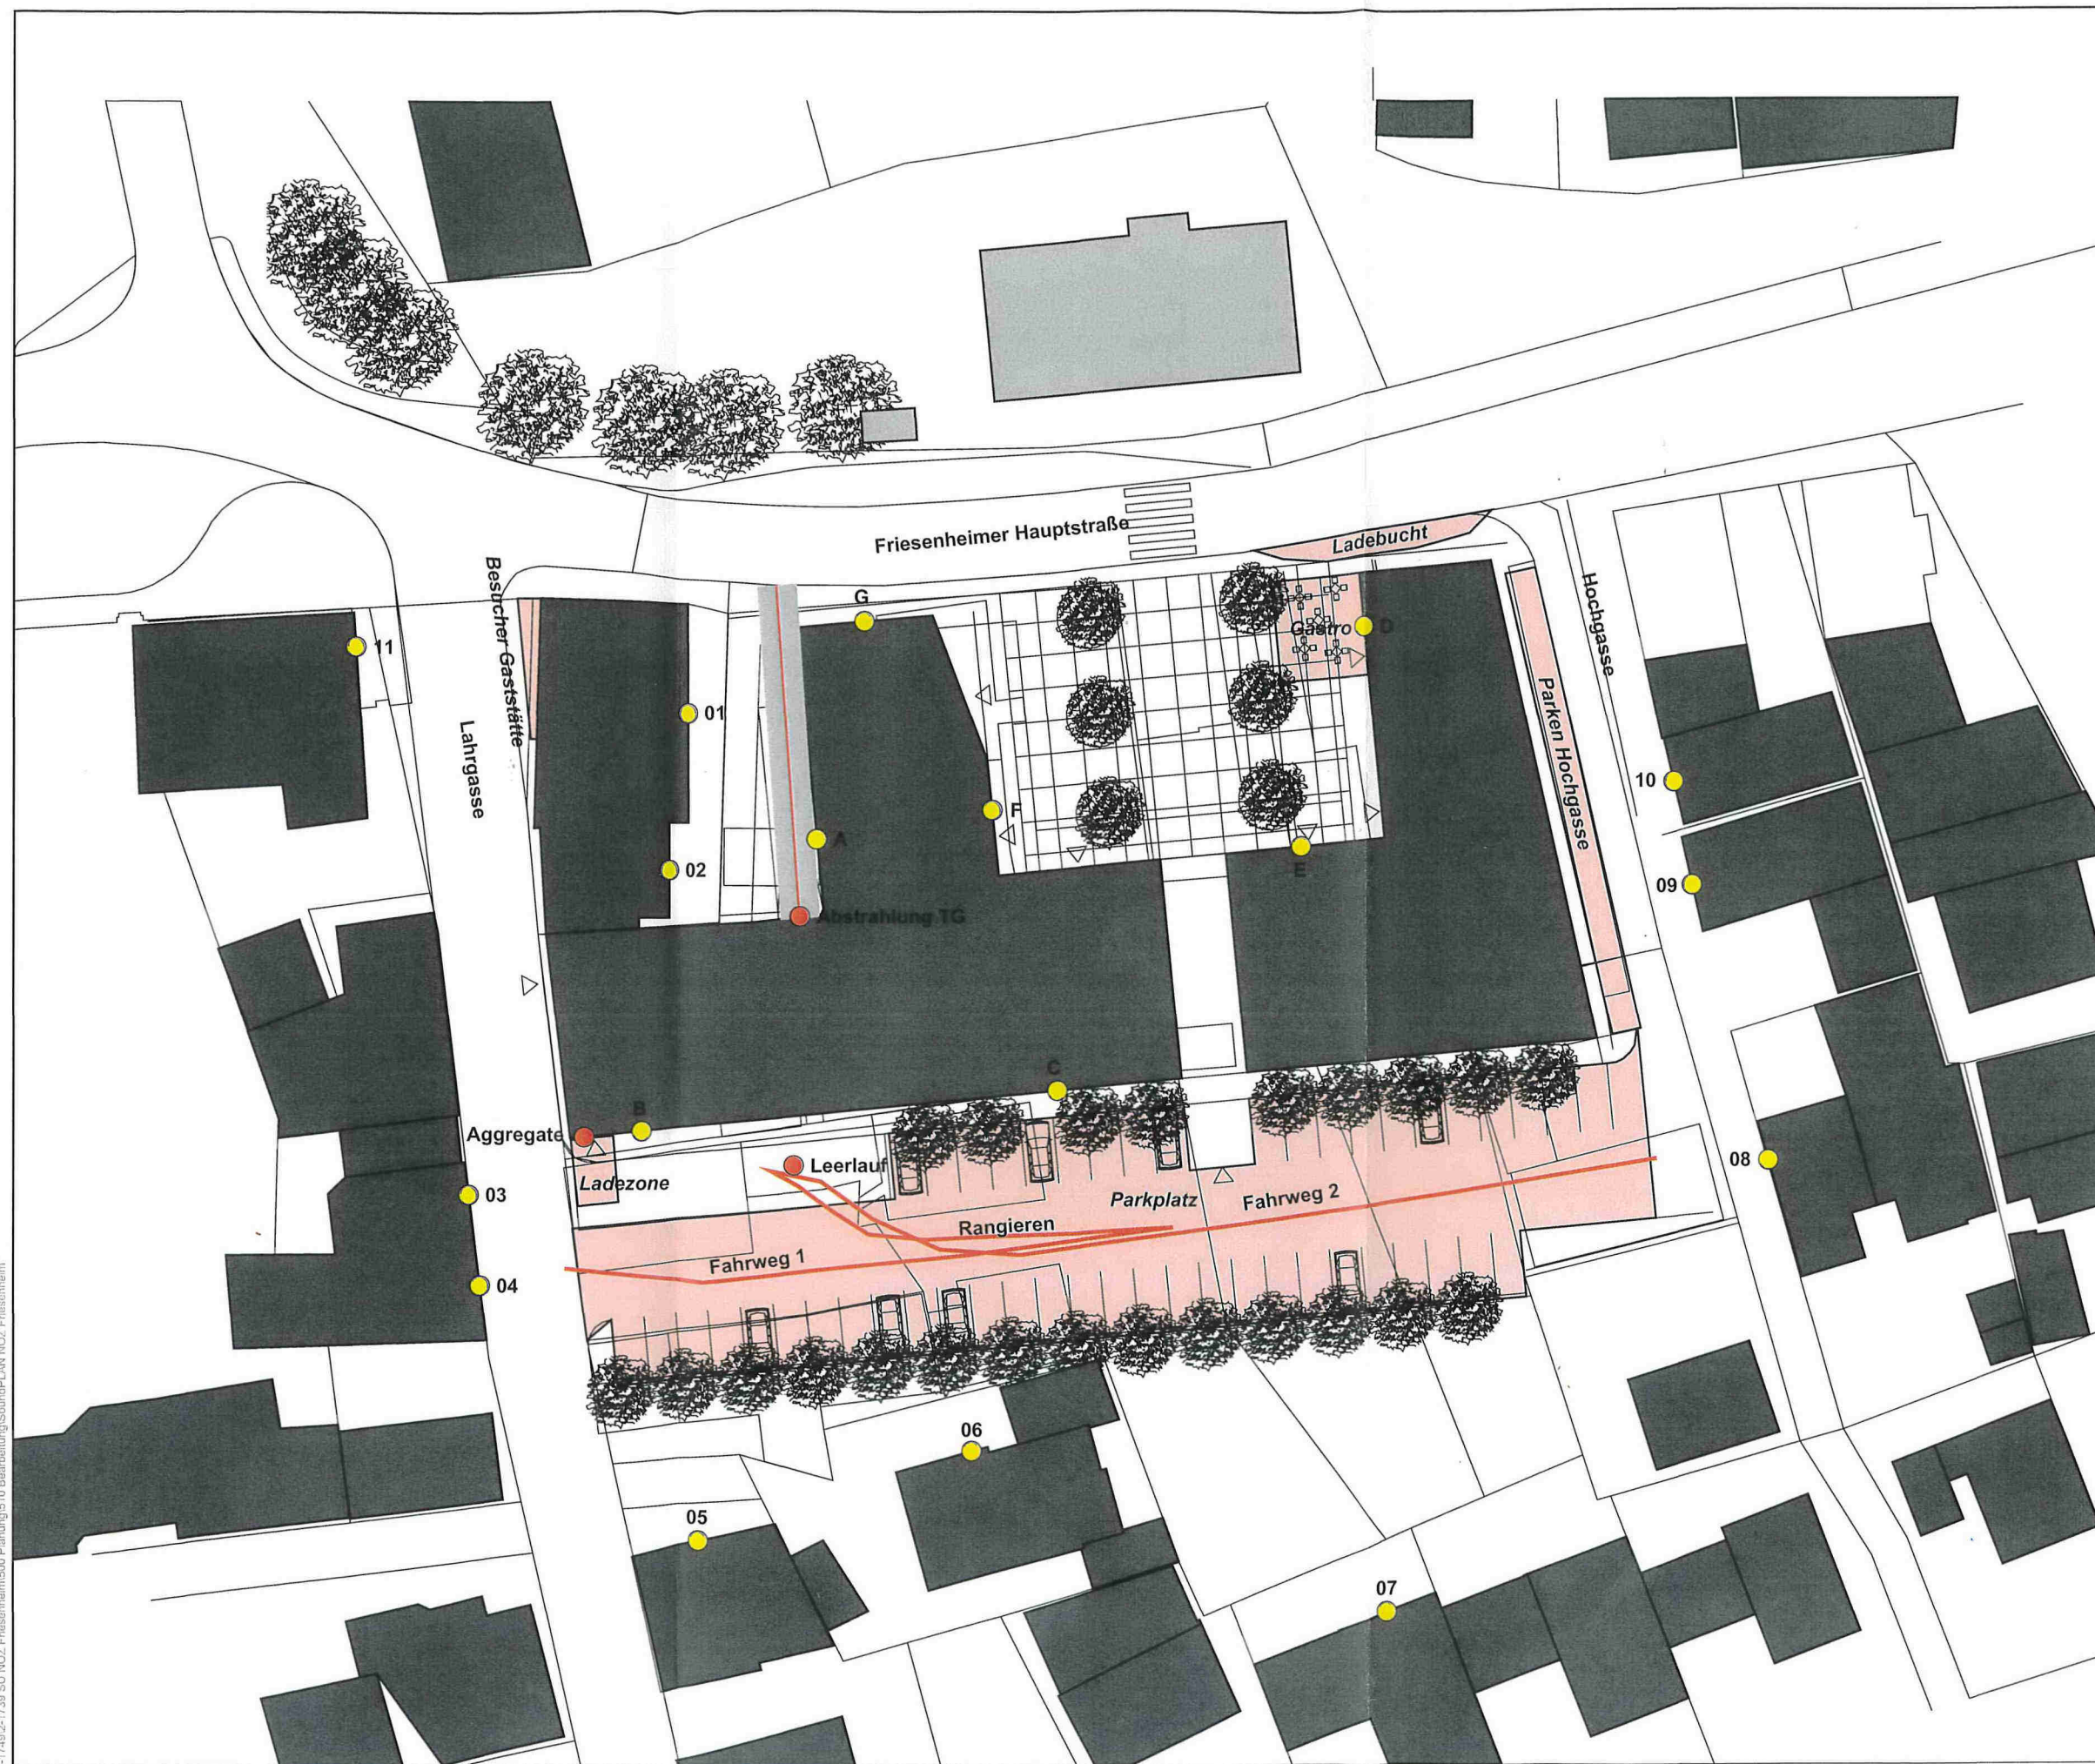 Friesenheimer Hauptstraße
Ladebucht
Besucher Gaststätte
Hochgasse
G
Gastro
D
11
01
Lahrgasse
Parken Hochgasse
10
F
A
02
E
09
Abstrahlung TG
C
B
Aggregate
Leerlauf
08
03
Ladezone
Parkplatz
Fahrweg 2
Rangieren
Fahrweg 1
04
06
05
07